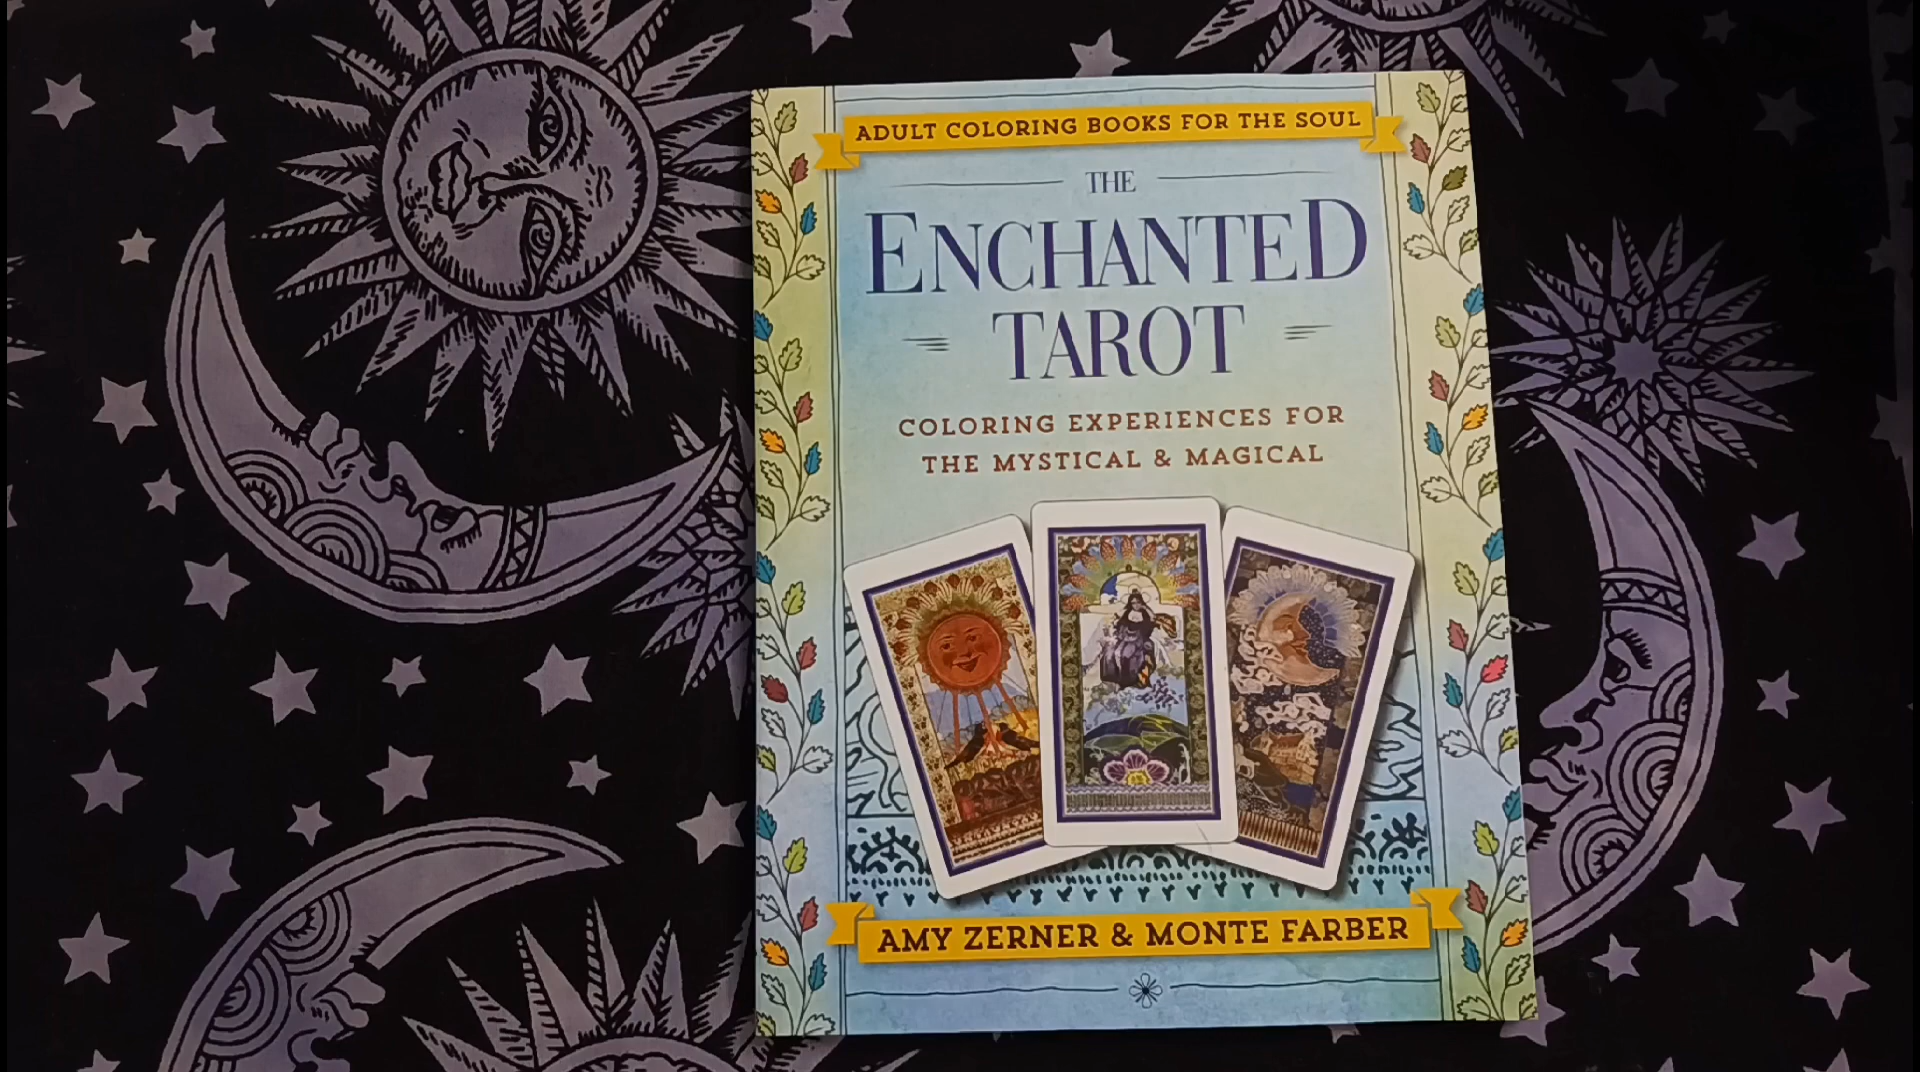 ADULT COLORING BOOKS FOR THE SOUL
THE
ENCHANTED
TAROT
COLORING EXPERIENCES FOR
THE MYSTICAL & MAGICAL
AMY ZERNER & MONTE FARBER